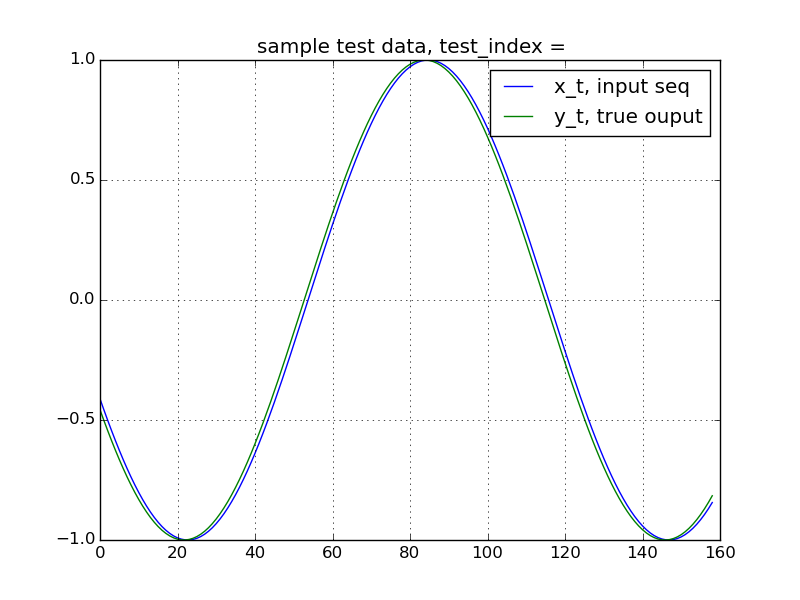 sample test data, test_index =
x_t, input seq
y_t, true ouput
1.0
0.5
0.0
−0.5
−1.0
0 20 40 60 80 100 120 140 160